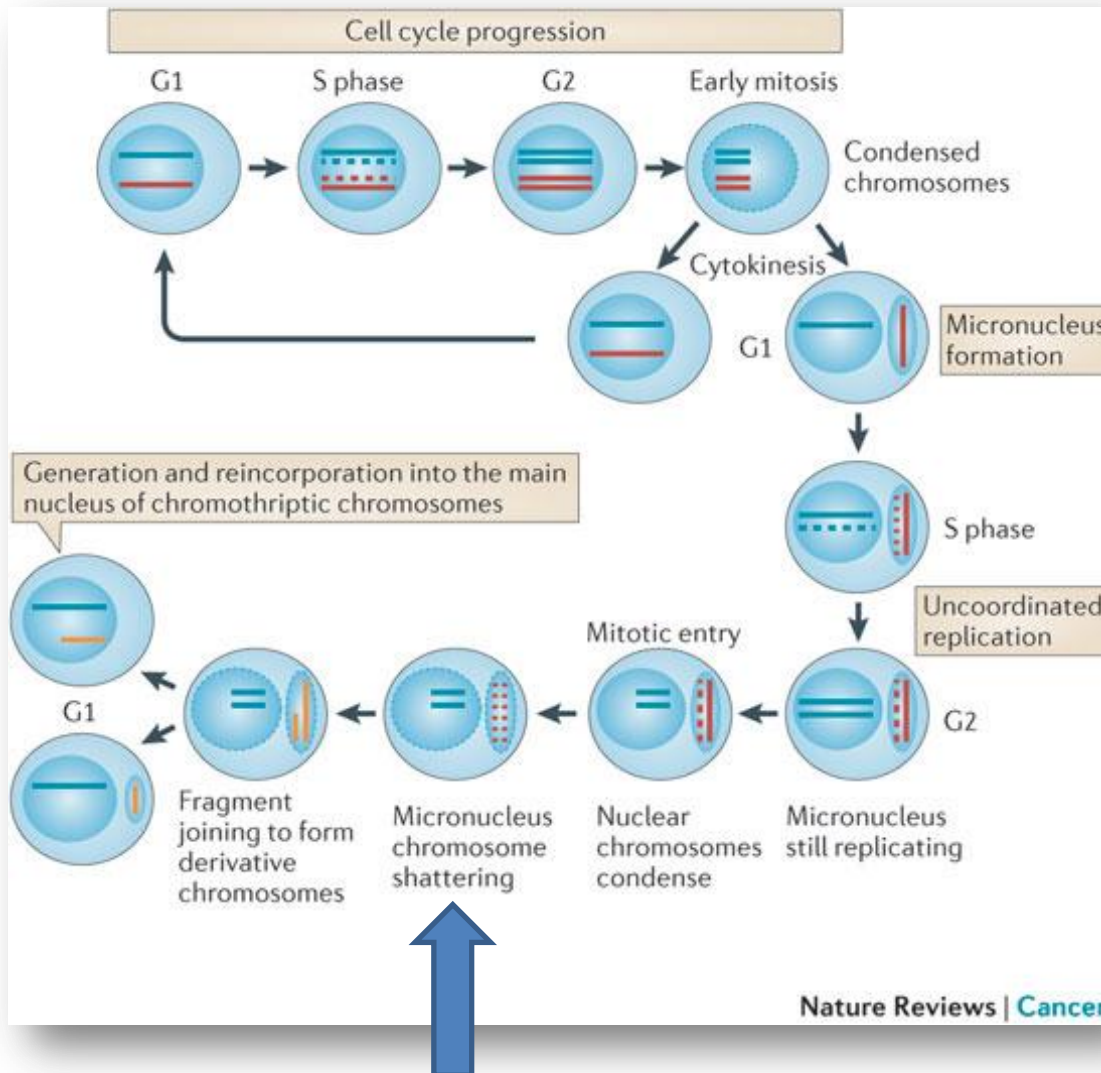 Cell cycle progression
G1
S phase
G2
Early mitosis
Condensed
chromosomes
Cytokinesis
G1
Micronucleus
formation
S phase
Uncoordinated
replication
G2
Micronucleus
still replicating
Mitotic entry
Nuclear
chromosomes
condense
Micronucleus
chromosome
shattering
Fragment
joining to form
derivative
chromosomes
Generation and reincorporation into the main
nucleus of chromothriptic chromosomes
G1
Nature Reviews | Cancer